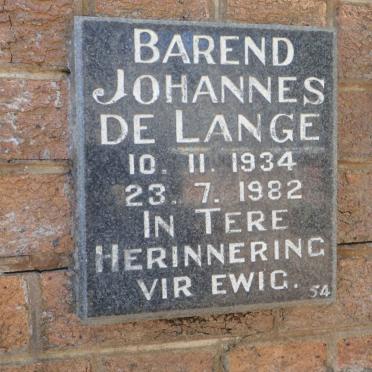 BAREND
JOHANNES
DE LANGE
10. 11. 1934
23. 7. 1982
IN TERE
HERINNERING
VIR EWIG.
54